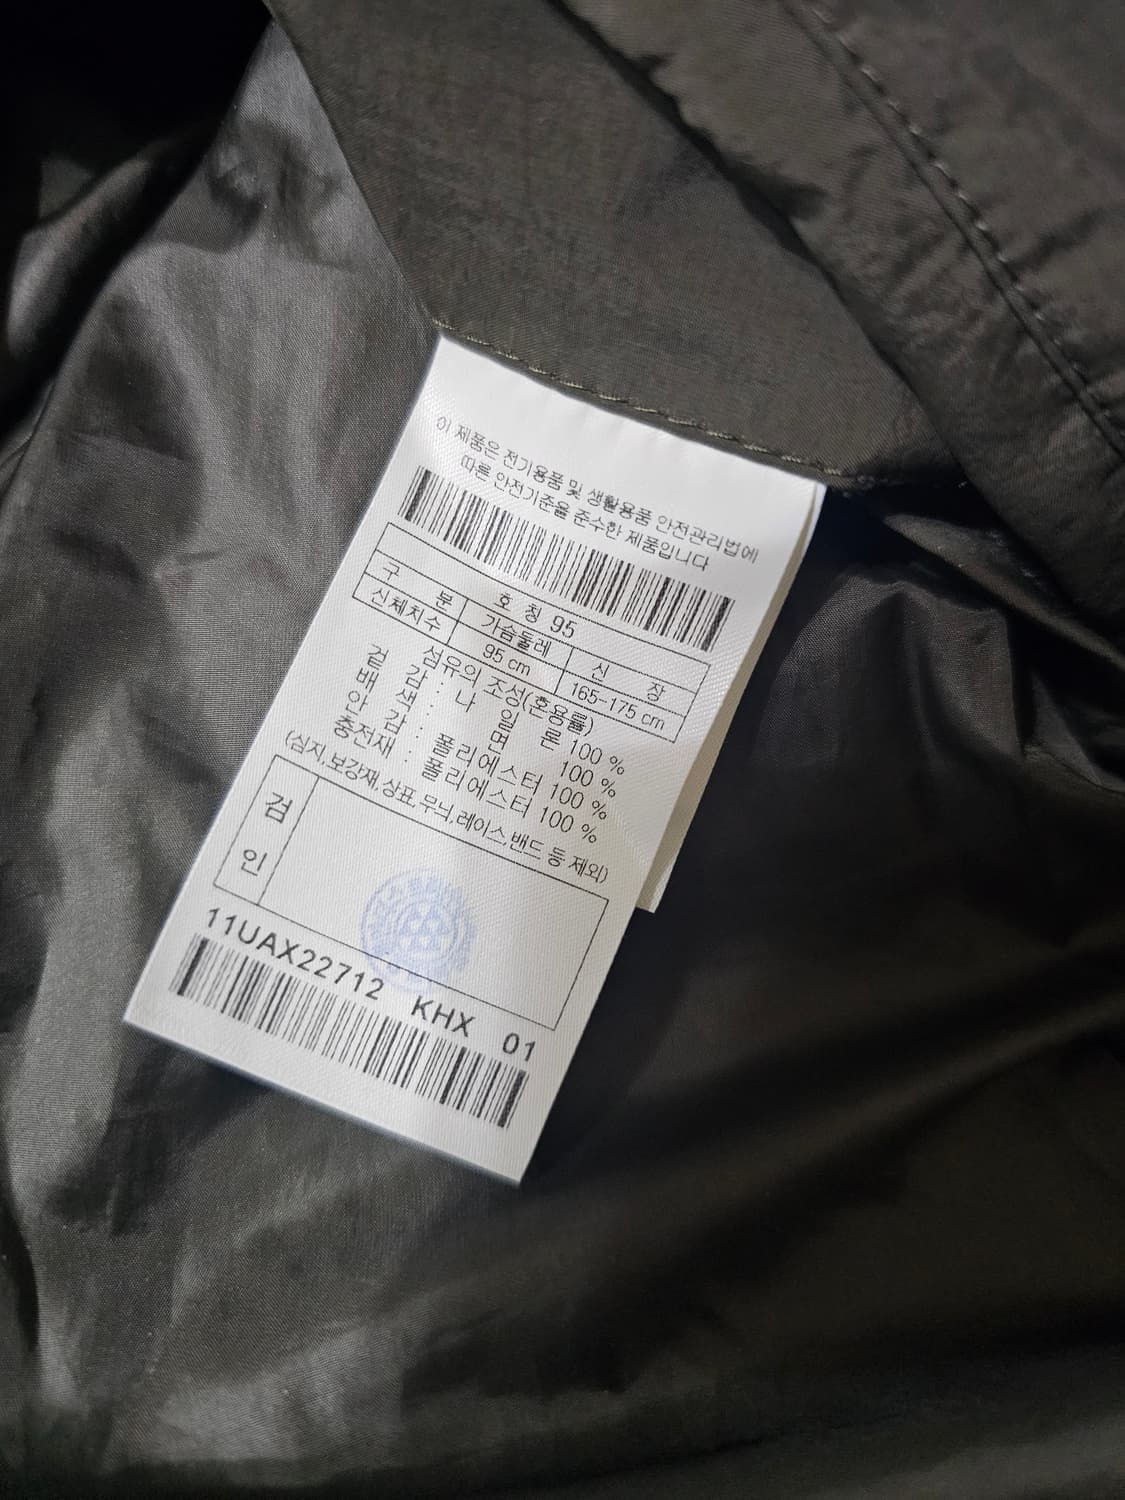 이 제품은 전기용품 및 생활용품 안전관리법에
따른 안전기준을 준수한 제품입니다
호 칭 95
구 분 가슴둘레 신 장
신체치수 95 cm 165-175 cm
섬유의 조성(혼용률)
겉 감 : 나 일 론 100 %
배 색 : 면 100 %
안 감 : 폴리에스터 100 %
충전재 : 폴리에스터 100 %
(심지,보강재,상표,무늬,레이스,밴드 등 제외)
검
인
11UAX22712 KHX 01